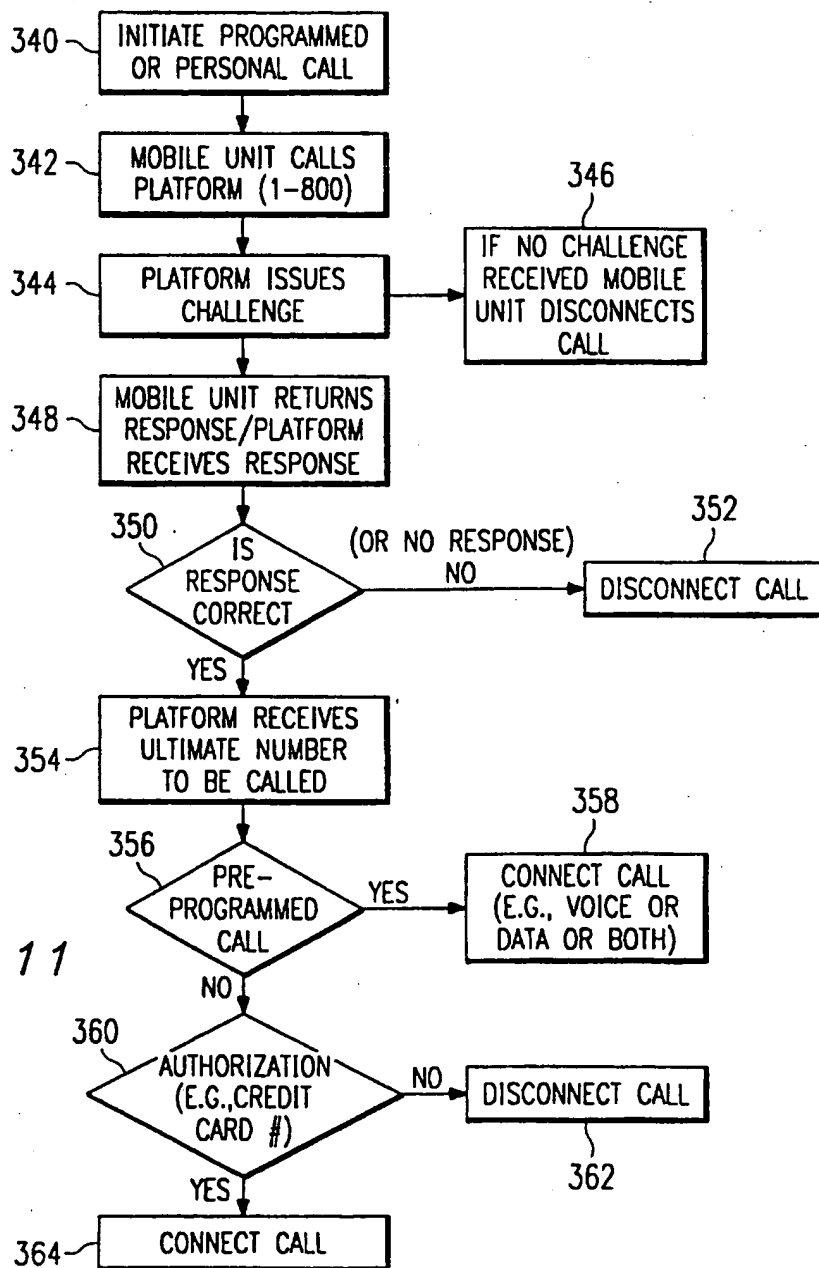 340
INITIATE PROGRAMMED
OR PERSONAL CALL
342
MOBILE UNIT CALLS
PLATFORM (1-800)
344
PLATFORM ISSUES
CHALLENGE
346
IF NO CHALLENGE
RECEIVED MOBILE
UNIT DISCONNECTS
CALL
348
MOBILE UNIT RETURNS
RESPONSE/PLATFORM
RECEIVES RESPONSE
350
IS
RESPONSE
CORRECT
(OR NO RESPONSE)
NO
352
DISCONNECT CALL
YES
354
PLATFORM RECEIVES
ULTIMATE NUMBER
TO BE CALLED
356
PRE-
PROGRAMMED
CALL
YES
358
CONNECT CALL
(E.G., VOICE OR
DATA OR BOTH)
11
NO
360
AUTHORIZATION
(E.G.,CREDIT
CARD #)
NO
DISCONNECT CALL
362
YES
364
CONNECT CALL